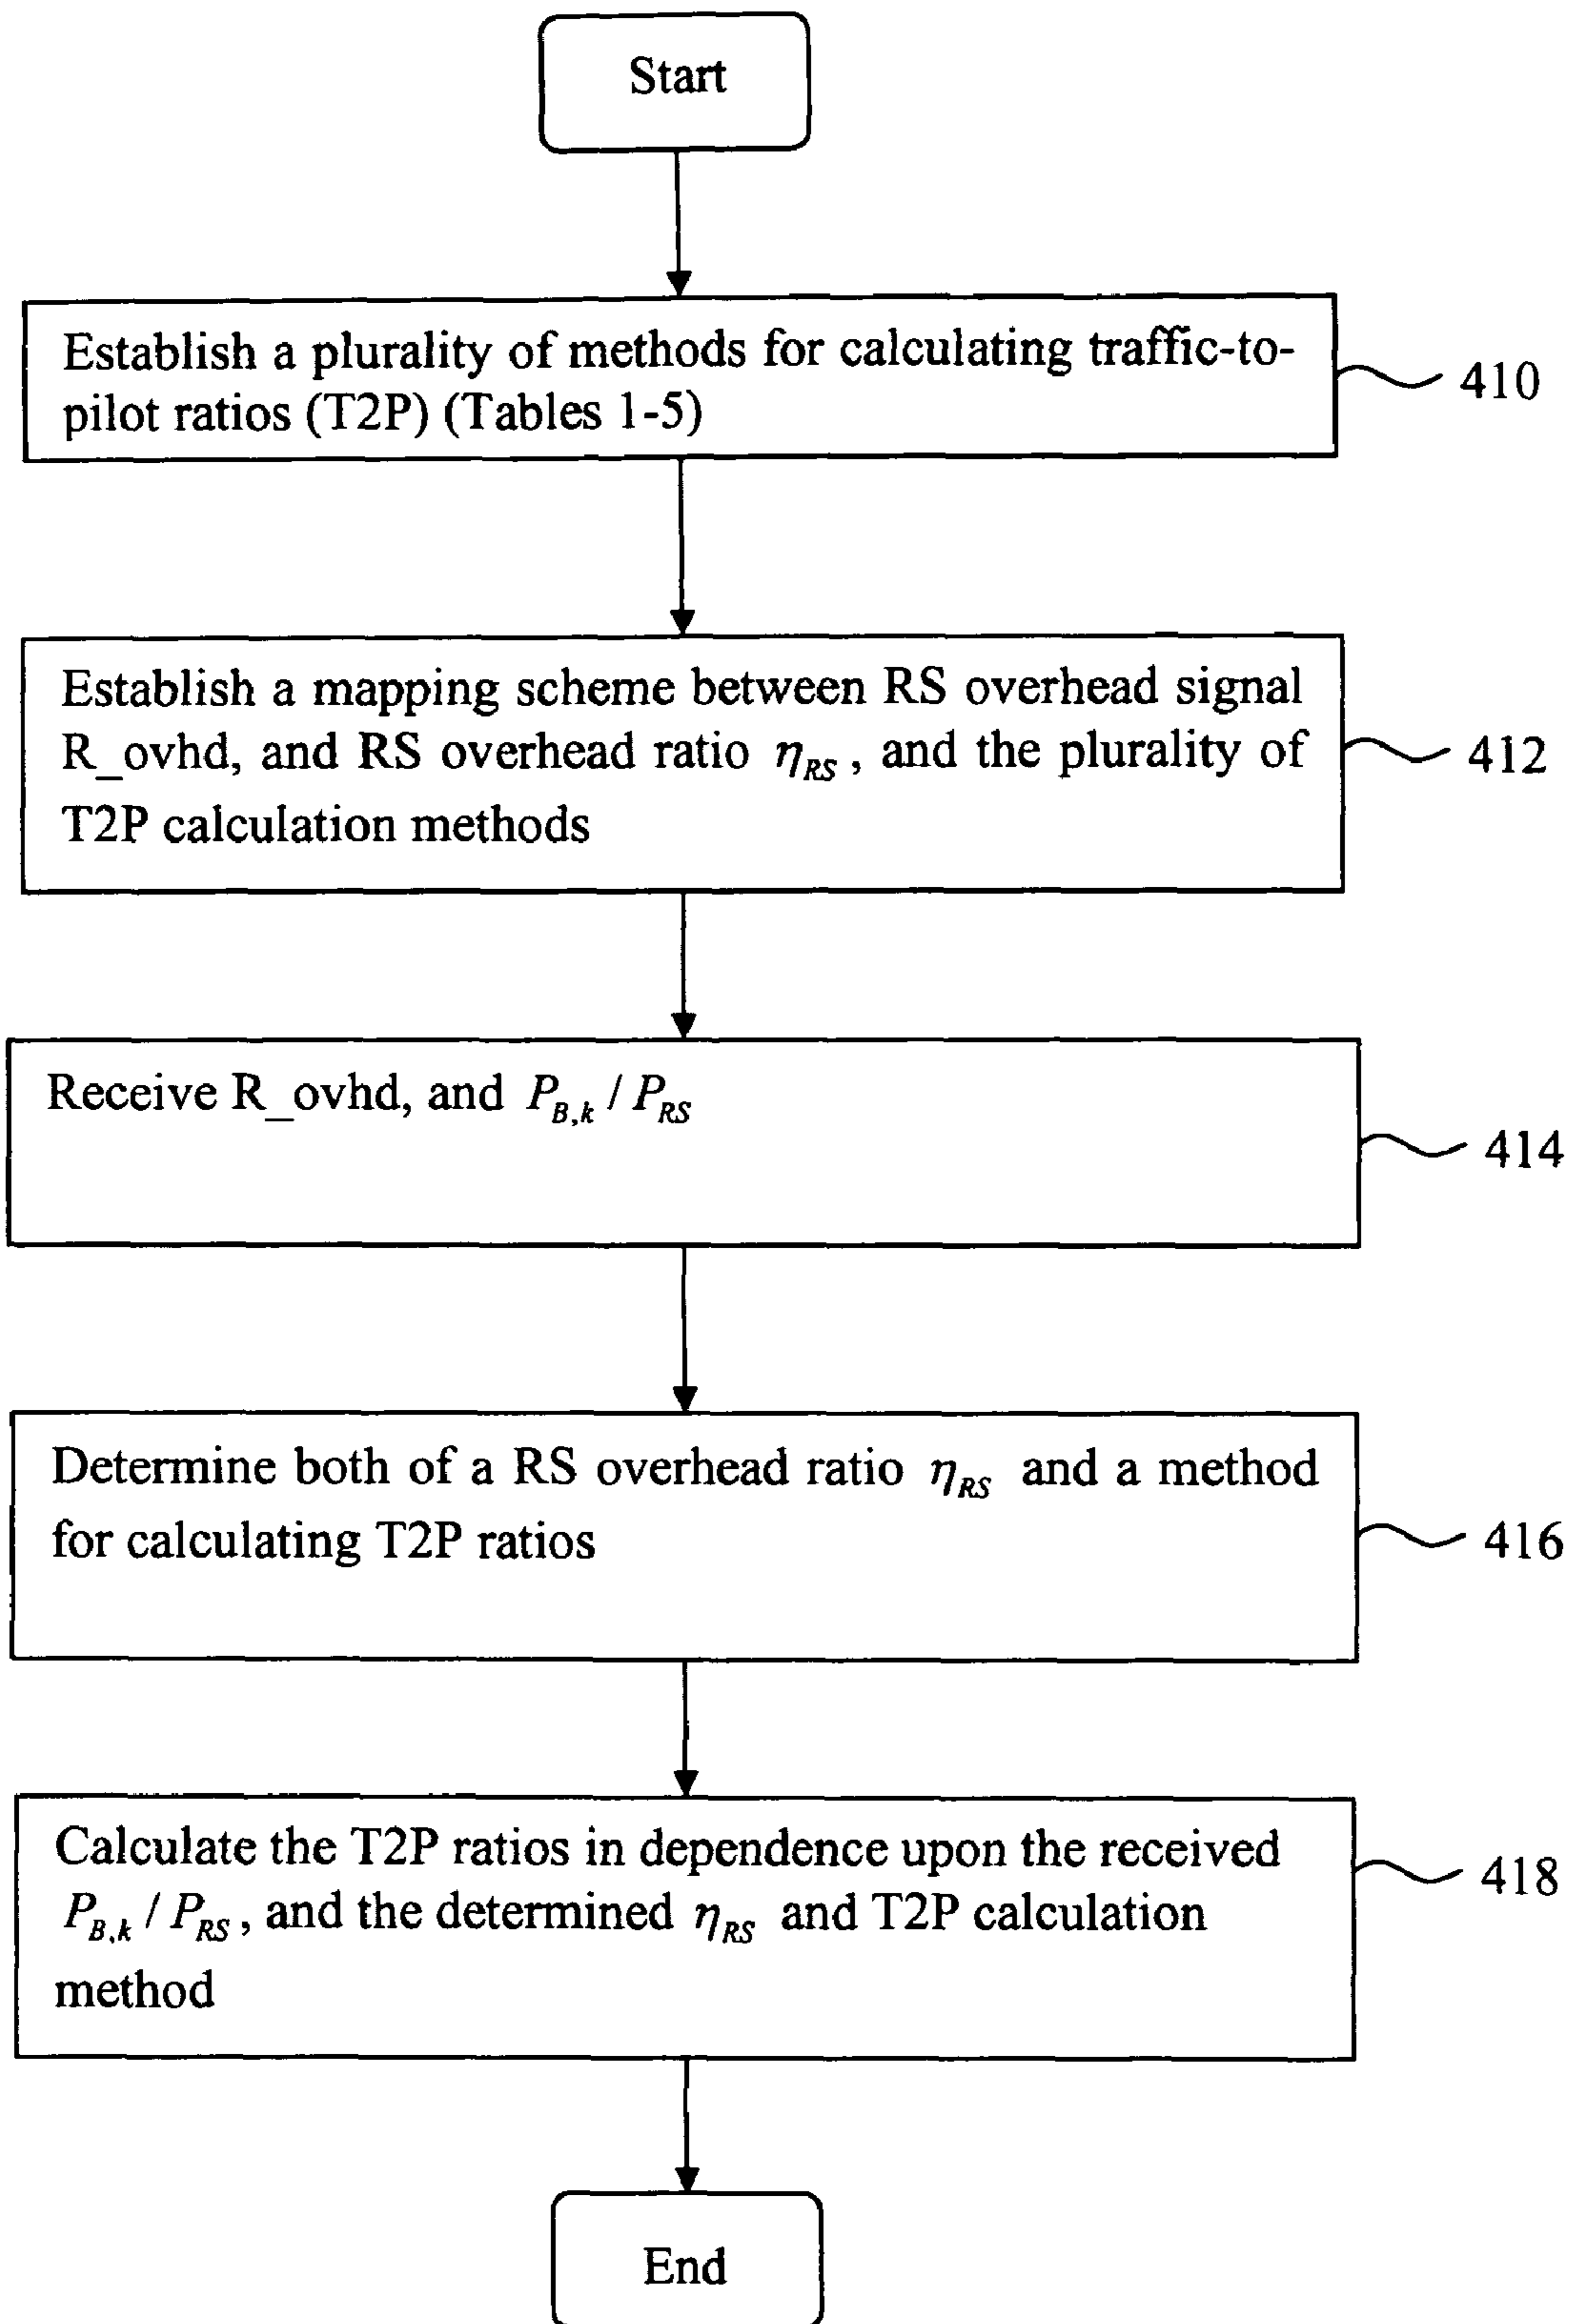 Start
Establish a plurality of methods for calculating traffic-to-
pilot ratios (T2P) (Tables 1-5)
410
Establish a mapping scheme between RS overhead signal
R_ovhd, and RS overhead ratio η_RS, and the plurality of
T2P calculation methods
412
Receive R_ovhd, and P_B,k / P_RS
414
Determine both of a RS overhead ratio η_RS and a method
for calculating T2P ratios
416
Calculate the T2P ratios in dependence upon the received
P_B,k / P_RS, and the determined η_RS and T2P calculation
method
418
End